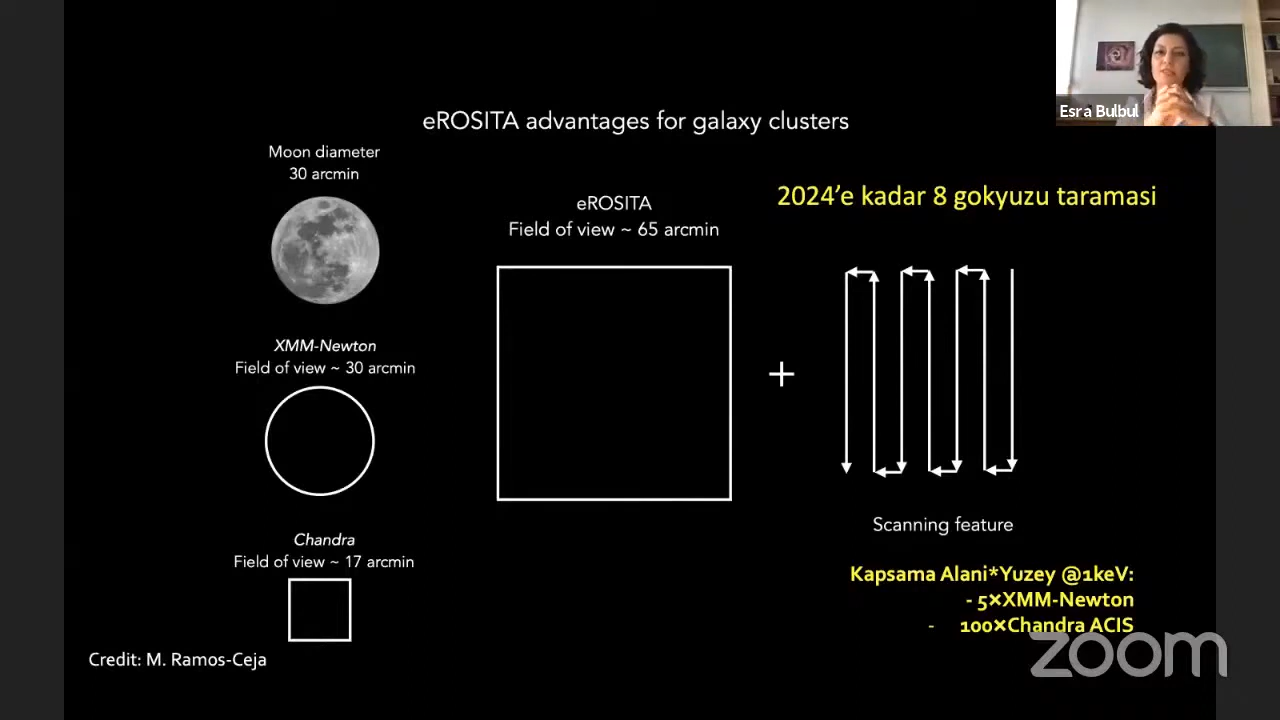 Esra Bulbul
eROSITA advantages for galaxy clusters
Moon diameter
30 arcmin
XMM-Newton
Field of view ~ 30 arcmin
Chandra
Field of view ~ 17 arcmin
Credit: M. Ramos-Ceja
eROSITA
Field of view ~ 65 arcmin
+
2024’e kadar 8 gokyuzu taramasi
Scanning feature
Kapsama Alani*Yuzey @1keV:
- 5×XMM-Newton
- 100×Chandra ACIS
zoom